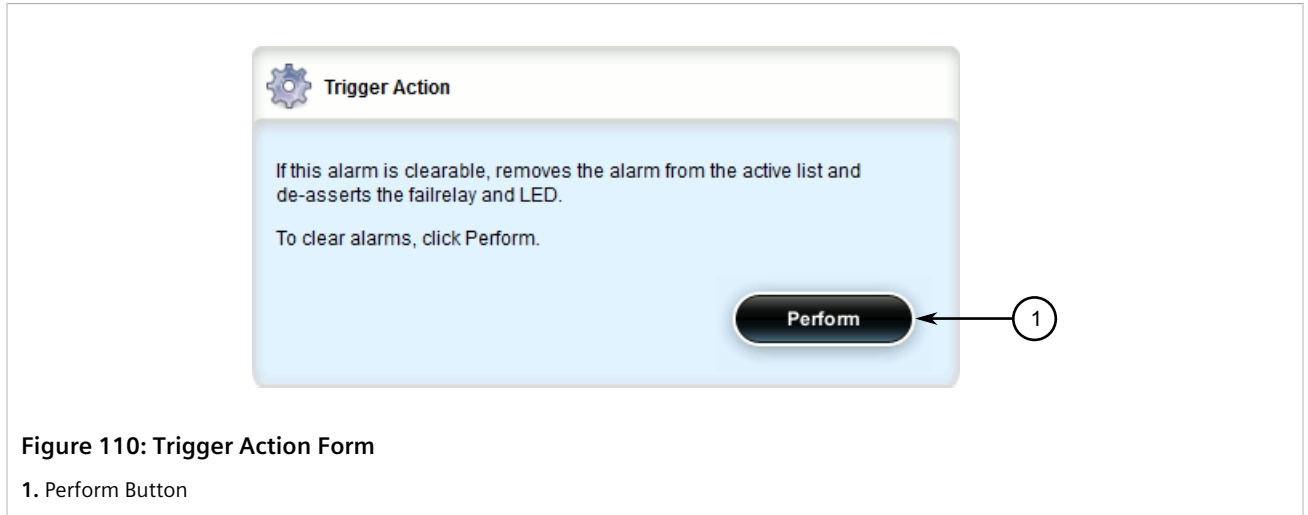 Trigger Action
If this alarm is clearable, removes the alarm from the active list and
de-asserts the failrelay and LED.
To clear alarms, click Perform.
Perform
1
Figure 110: Trigger Action Form
1. Perform Button